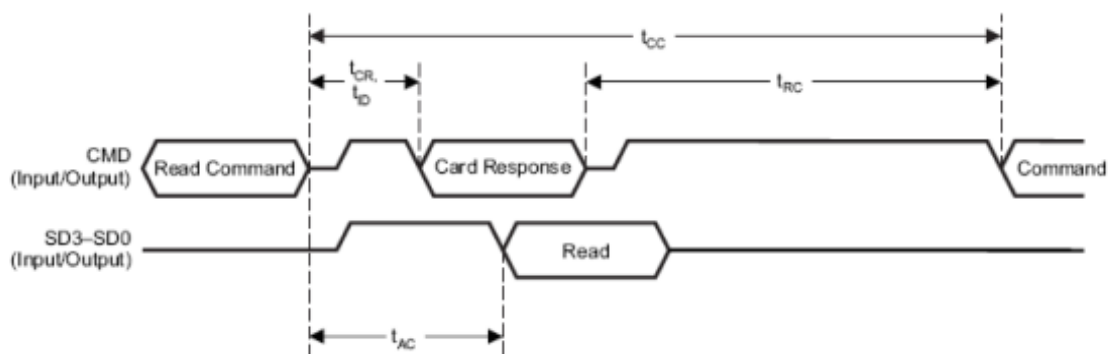 tCC
tCR,
tID
tRC
CMD
(Input/Output)
Read Command
Card Response
Command
SD3–SD0
(Input/Output)
Read
tAC